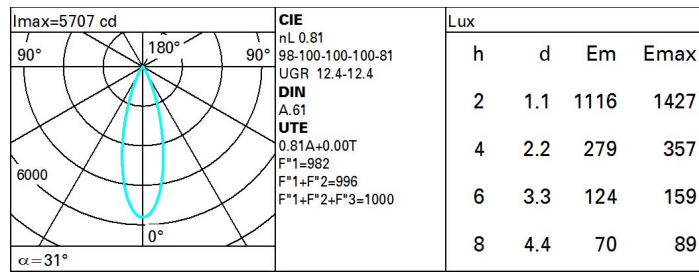 Imax=5707 cd
90° 180° 90°
6000
0°
α=31°
CIE
nL 0.81
98-100-100-100-81
UGR 12.4-12.4
DIN
A.61
UTE
0.81A+0.00T
F"1=982
F"1+F"2=996
F"1+F"2+F"3=1000
Lux
h d Em Emax
2 1.1 1116 1427
4 2.2 279 357
6 3.3 124 159
8 4.4 70 89